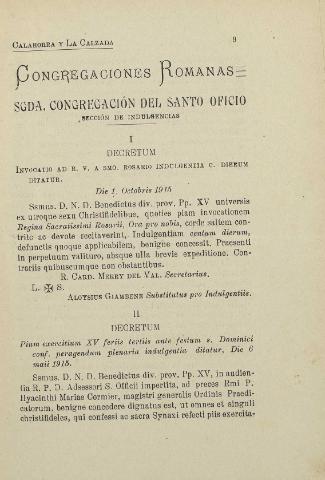 CALAHORRA Y LA CALZADA 9
CONGREGACIONES ROMANAS
SGDA. CONGREGACIÓN DEL SANTO OFICIO
SECCIÓN DE INDULGENCIAS
I
DECRETUM
INVOCATIO AD B. V. A SMO. ROSARIO INDULGENTIA C. DIERUM
DITATUR.
Die 1. Octobris 1915
Ssmus. D. N. D. Benedictus div. prov. Pp. XV universis
ex utroque sexu Christifidelibus, quoties piam invocationem
Regina Sacratissimi Rosarii, Ora pro nobis, corde saltem con-
trito ac devote recitaverint, Indulgentiam centum dierum,
defunctis quoque applicabilem, benigne concessit. Praesenti
in perpetuum valituro, absque ulla brevis expeditione. Con-
trariis quibuscumque non obstantibus.
R. CARD. MERRY DEL VAL. Secretarius.
L. ✠ S.
ALOYSIUS GIAMBENE Substitutus pro Indulgentiis.
II
DECRETUM
Pium exercitium XV feriis tertiis ante festum s. Dominici
conf. peragendum plenaria indulgentia ditatur, Die 6
maii 1915.
Ssmus. D. N. D. Benedictus div. prov. Pp. XV, in audien-
tia R. P. D. Adsessori S. Officii impertita, ad preces Rmi P.
Hyacinthi Mariae Cormier, magistri generalis Ordinis Praedi-
catorum, benigne concedere dignatus est, ut omnes et singuli
christifideles, qui confessi ac sacra Synaxi refecti piis exercita-